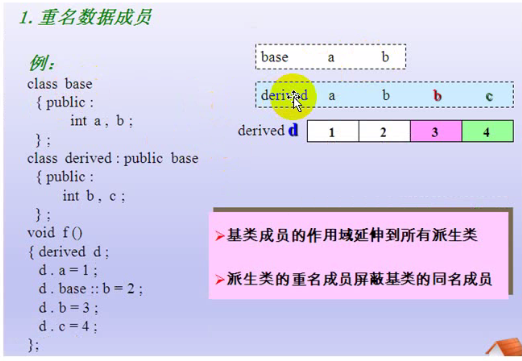 1. 重名数据成员
例：
class base
{ public :
int a , b ;
} ;
class derived : public base
{ public :
int b , c ;
} ;
void f ()
{ derived d ;
d . a = 1 ;
d . base :: b = 2 ;
d . b = 3 ;
d . c = 4 ;
};
base a b
derived a b b c
derived d 1 2 3 4
➢基类成员的作用域延伸到所有派生类
➢派生类的重名成员屏蔽基类的同名成员